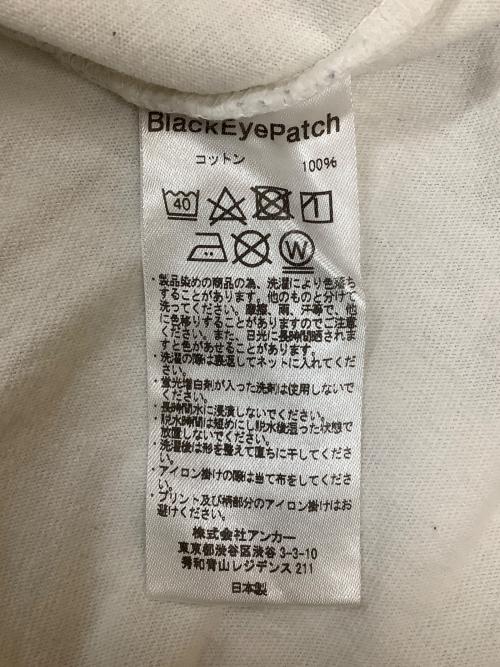 BlackEyePatch
コットン 100%
40
W
・製品染めの商品の為、洗濯により色落ち
することがあります。他のものと分けて
洗ってください。摩擦、雨、汗等で、他
に色移りすることがありますのでご注意
ください。また、日光に長時間晒されま
すと色があせることがあります。
・洗濯の際は裏返してネットに入れてくだ
さい。
・蛍光増白剤が入った洗剤は使用しないで
ください。
・長時間水に浸漬しないでください。
・脱水時間は短めにし脱水後湿った状態で
放置しないでください。
・洗濯後は形を整えて直ちに干してくださ
い。
・アイロン掛けの際は当て布をしてくださ
い。
・プリント及び柄部分のアイロン掛けはお
避けください。
株式会社アンカー
東京都渋谷区渋谷 3-3-10
秀和青山レジデンス 211
日本製